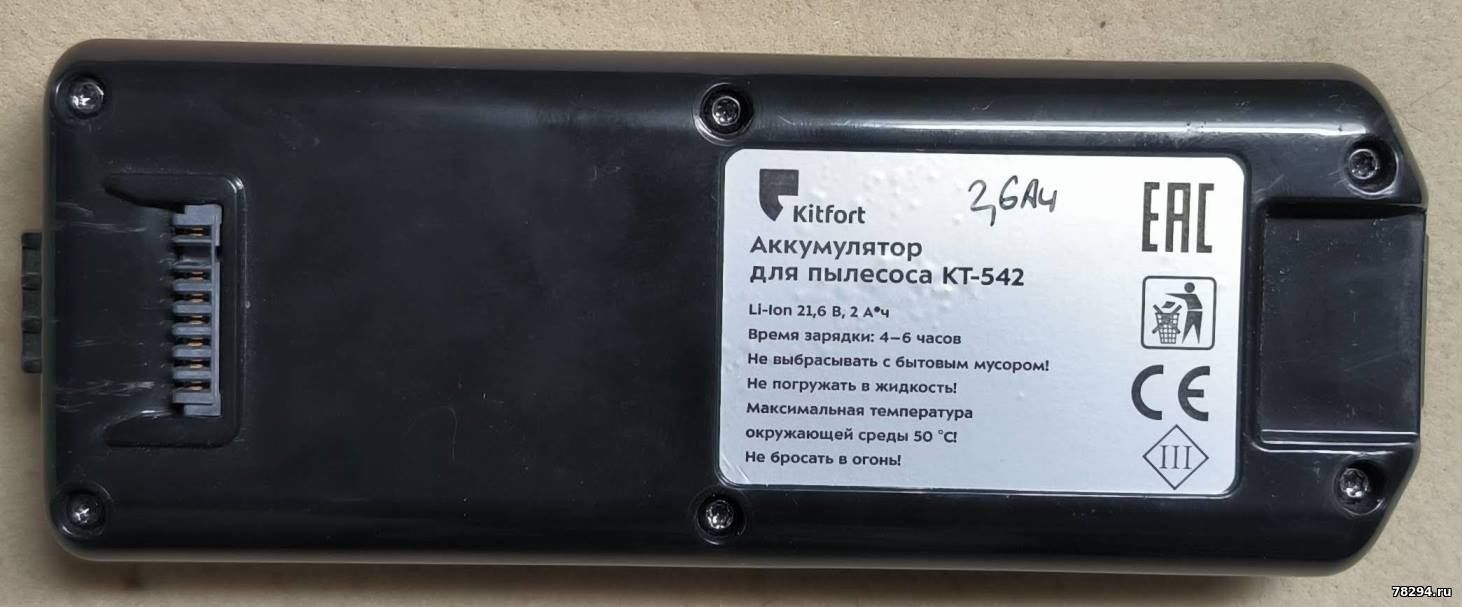 Kitfort
2,6Ач
EAC
Аккумулятор
для пылесоса КТ-542
Li-Ion 21,6 В, 2 А•ч
Время зарядки: 4–6 часов
Не выбрасывать с бытовым мусором!
Не погружать в жидкость!
Максимальная температура
окружающей среды 50 °С!
Не бросать в огонь!
CE
III
78294.ru